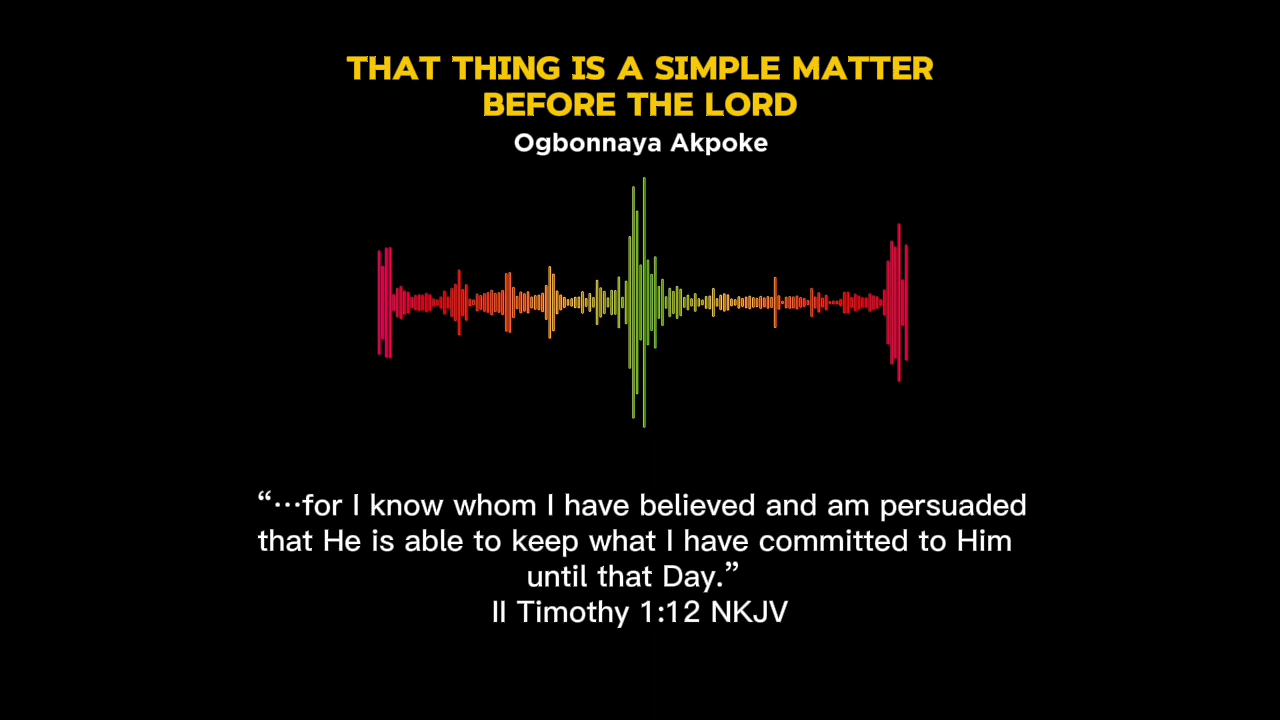 THAT THING IS A SIMPLE MATTER
BEFORE THE LORD
Ogbonnaya Akpoke
“…for I know whom I have believed and am persuaded
that He is able to keep what I have committed to Him
until that Day.”
II Timothy 1:12 NKJV